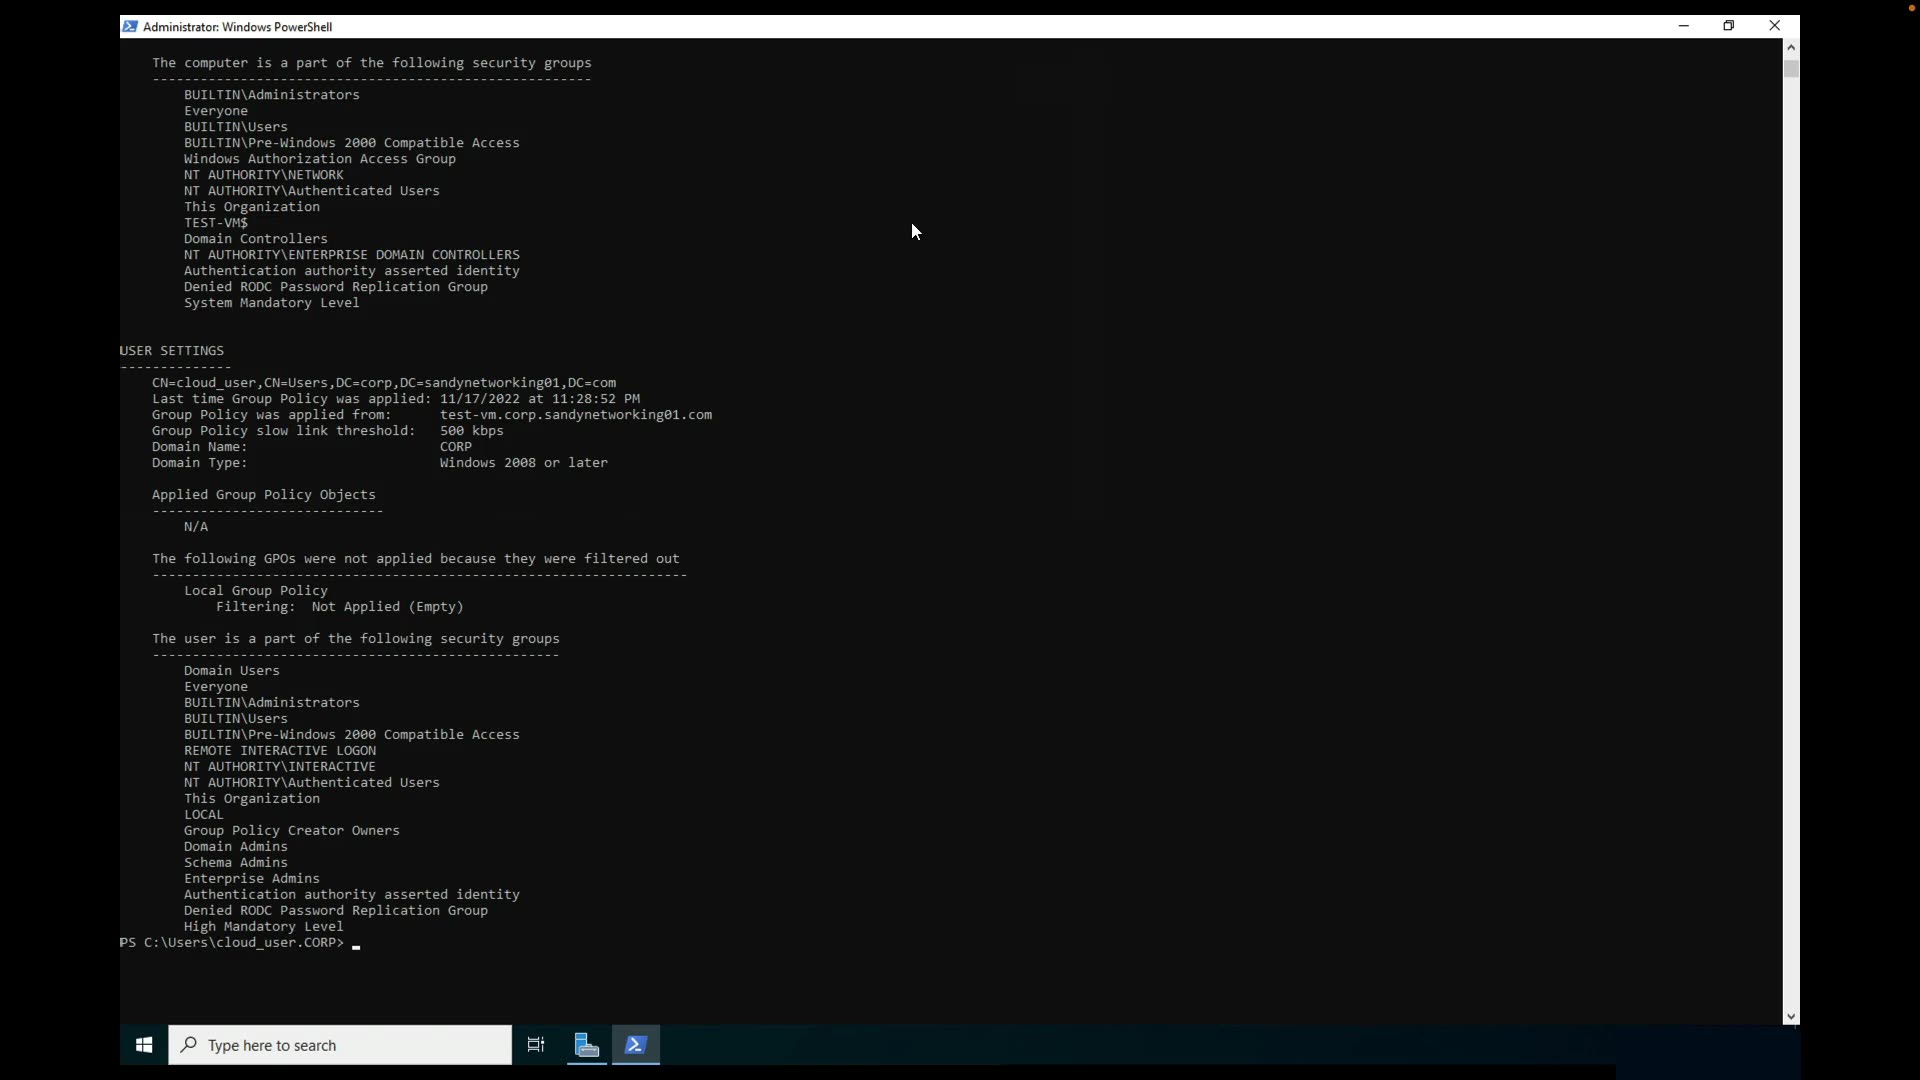 Administrator: Windows PowerShell
The computer is a part of the following security groups
-------------------------------------------------------
BUILTIN\Administrators
Everyone
BUILTIN\Users
BUILTIN\Pre-Windows 2000 Compatible Access
Windows Authorization Access Group
NT AUTHORITY\NETWORK
NT AUTHORITY\Authenticated Users
This Organization
TEST-VM$
Domain Controllers
NT AUTHORITY\ENTERPRISE DOMAIN CONTROLLERS
Authentication authority asserted identity
Denied RODC Password Replication Group
System Mandatory Level
USER SETTINGS
--------------
CN=cloud_user,CN=Users,DC=corp,DC=sandynetworking01,DC=com
Last time Group Policy was applied: 11/17/2022 at 11:28:52 PM
Group Policy was applied from: test-vm.corp.sandynetworking01.com
Group Policy slow link threshold: 500 kbps
Domain Name: CORP
Domain Type: Windows 2008 or later
Applied Group Policy Objects
-----------------------------
N/A
The following GPOs were not applied because they were filtered out
-------------------------------------------------------------------
Local Group Policy
Filtering: Not Applied (Empty)
The user is a part of the following security groups
---------------------------------------------------
Domain Users
Everyone
BUILTIN\Administrators
BUILTIN\Users
BUILTIN\Pre-Windows 2000 Compatible Access
REMOTE INTERACTIVE LOGON
NT AUTHORITY\INTERACTIVE
NT AUTHORITY\Authenticated Users
This Organization
LOCAL
Group Policy Creator Owners
Domain Admins
Schema Admins
Enterprise Admins
Authentication authority asserted identity
Denied RODC Password Replication Group
High Mandatory Level
PS C:\Users\cloud_user.CORP> _
Type here to search